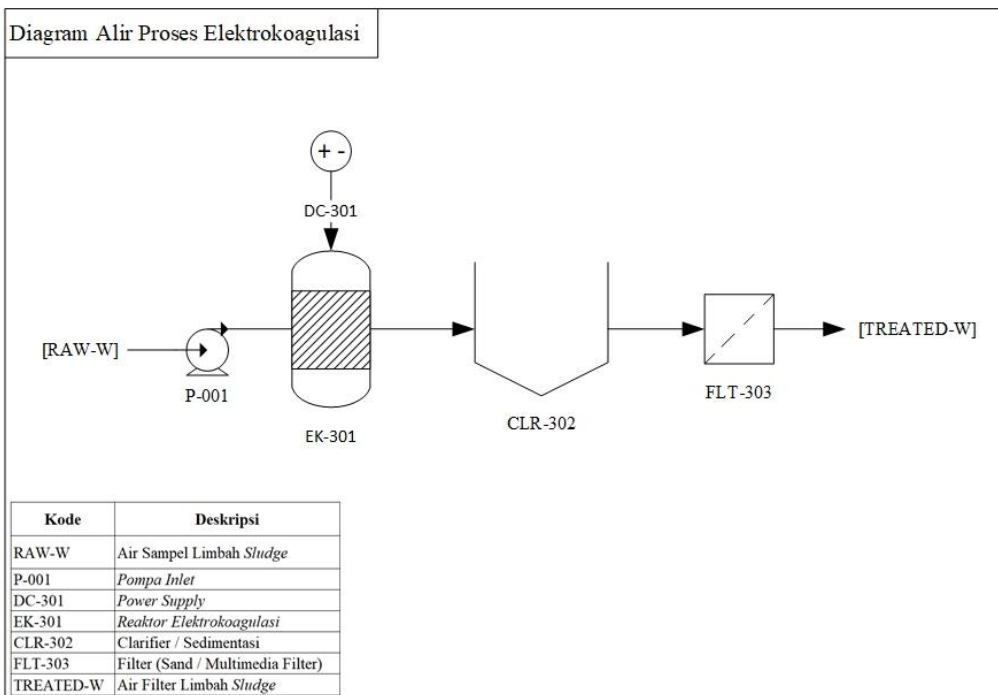 Diagram Alir Proses Elektrokoagulasi
+ -
DC-301
[RAW-W]
P-001
EK-301
CLR-302
FLT-303
[TREATED-W]
Kode Deskripsi
RAW-W Air Sampel Limbah Sludge
P-001 Pompa Inlet
DC-301 Power Supply
EK-301 Reaktor Elektrokoagulasi
CLR-302 Clarifier / Sedimentasi
FLT-303 Filter (Sand / Multimedia Filter)
TREATED-W Air Filter Limbah Sludge